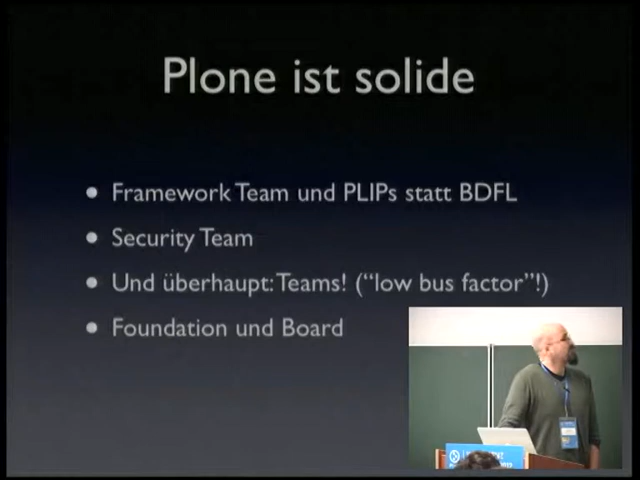 Plone ist solide
• Framework Team und PLIPs statt BDFL
• Security Team
• Und überhaupt: Teams! (“low bus factor”!)
• Foundation und Board